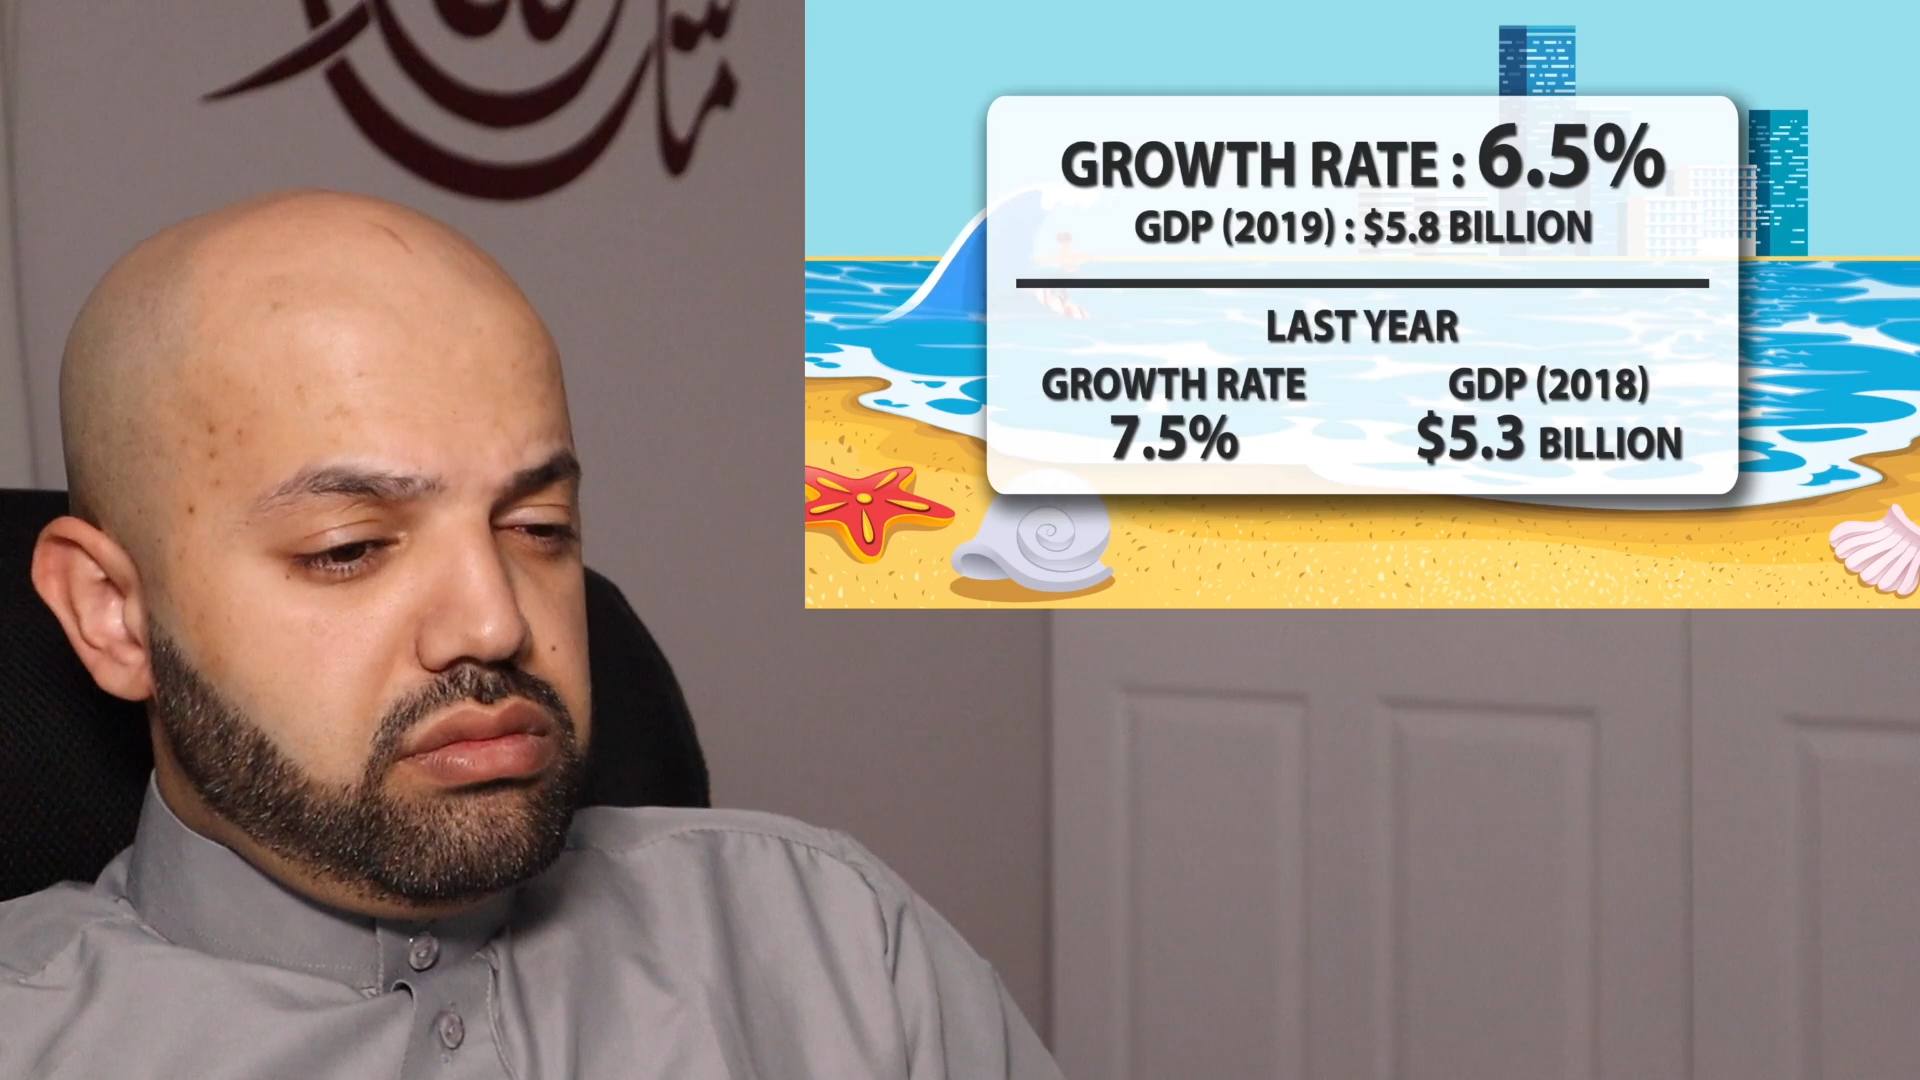 GROWTH RATE : 6.5%
GDP (2019) : $5.8 BILLION
LAST YEAR
GROWTH RATE
7.5%
GDP (2018)
$5.3 BILLION